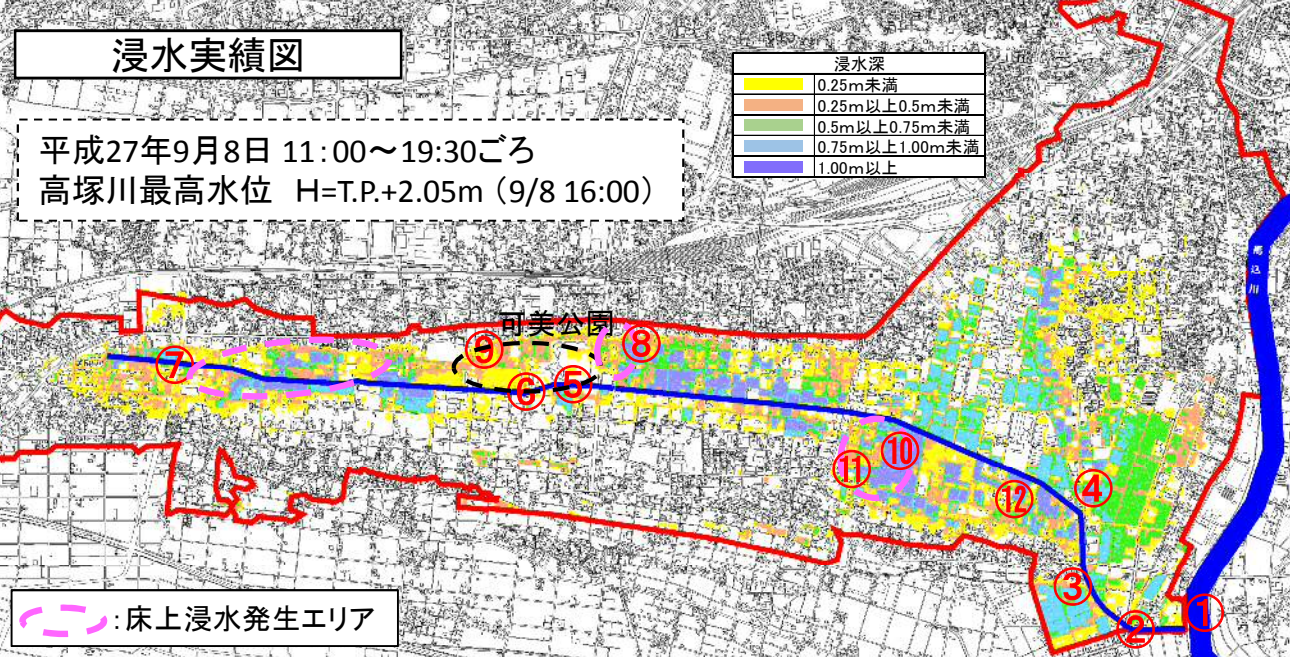 浸水実績図
平成27年9月8日 11:00～19:30ごろ
高塚川最高水位 H=T.P.+2.05m (9/8 16:00)
浸水深
0.25m未満
0.25m以上0.5m未満
0.5m以上0.75m未満
0.75m以上1.00m未満
1.00m以上
馬込川
可美公園
⑦
⑨
⑧
⑥
⑤
⑩
⑪
⑫
④
③
②
①
:床上浸水発生エリア